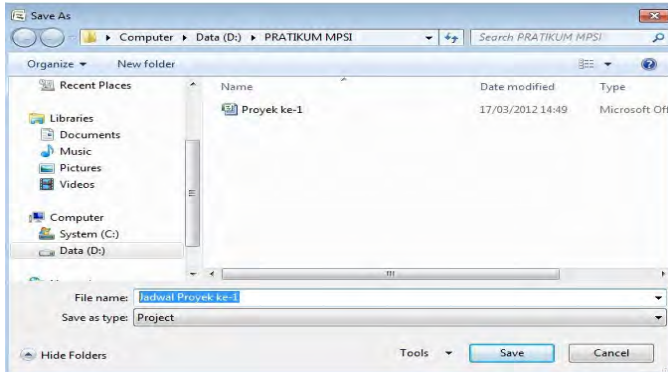 Save As
Computer ▸ Data (D:) ▸ PRATIKUM MPSI
Search PRATIKUM MPSI
Organize
New folder
Recent Places
Libraries
Documents
Music
Pictures
Videos
Computer
System (C:)
Data (D:)
Name
Date modified
Type
Proyek ke-1
17/03/2012 14:49
Microsoft Off
File name: Jadwal Proyek ke-1
Save as type: Project
Hide Folders
Tools
Save
Cancel